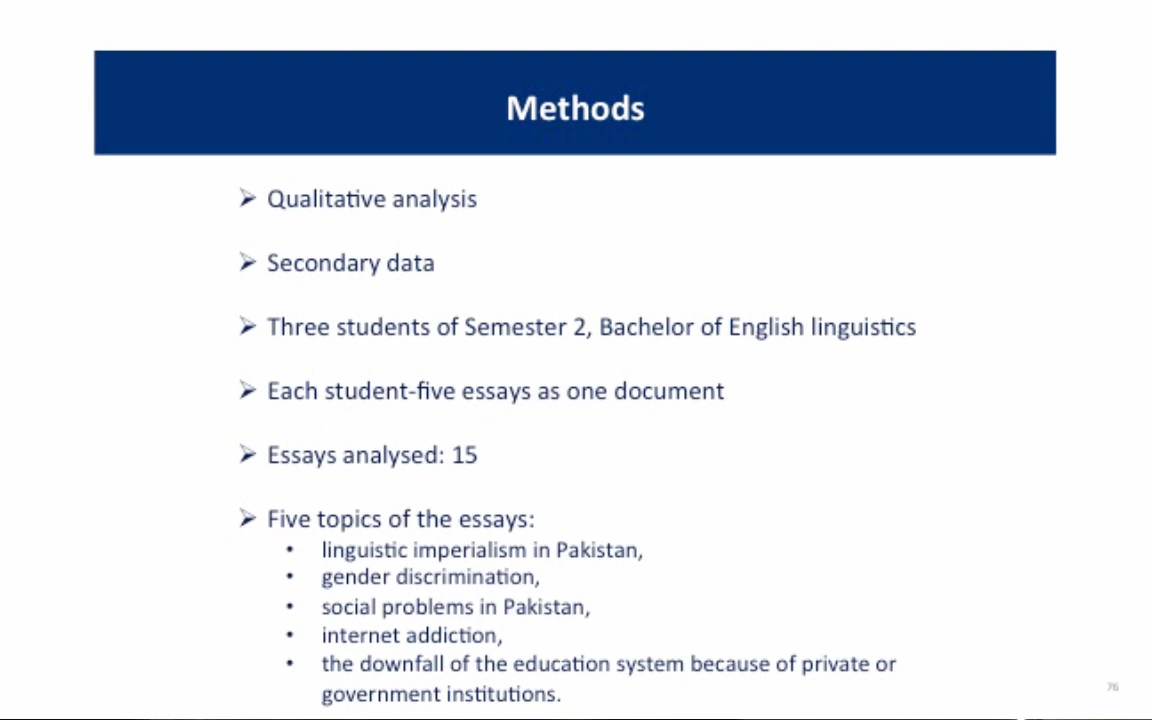 Methods
➢ Qualitative analysis
➢ Secondary data
➢ Three students of Semester 2, Bachelor of English linguistics
➢ Each student-five essays as one document
➢ Essays analysed: 15
➢ Five topics of the essays:
• linguistic imperialism in Pakistan,
• gender discrimination,
• social problems in Pakistan,
• internet addiction,
• the downfall of the education system because of private or
government institutions.
76